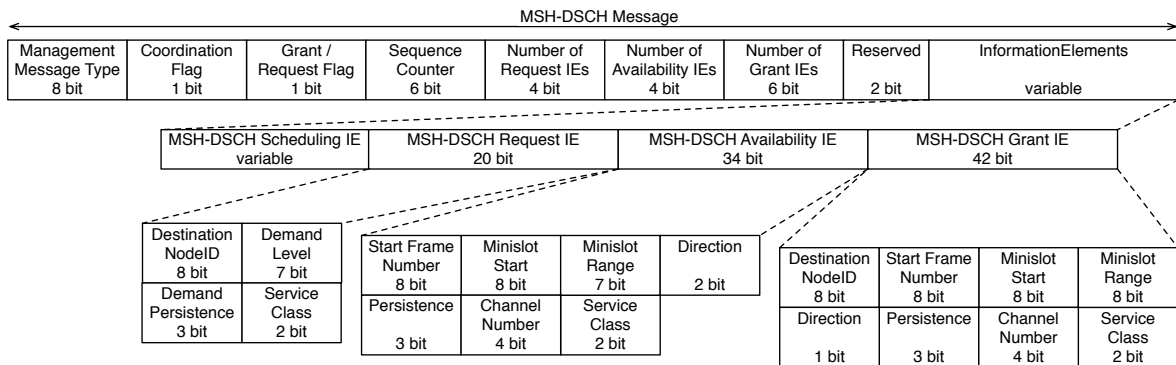 MSH-DSCH Message
Management Message Type 8 bit
Coordination Flag 1 bit
Grant / Request Flag 1 bit
Sequence Counter 6 bit
Number of Request IEs 4 bit
Number of Availability IEs 4 bit
Number of Grant IEs 6 bit
Reserved 2 bit
InformationElements variable
MSH-DSCH Scheduling IE variable
MSH-DSCH Request IE 20 bit
MSH-DSCH Availability IE 34 bit
MSH-DSCH Grant IE 42 bit
Destination NodeID 8 bit
Demand Level 7 bit
Demand Persistence 3 bit
Service Class 2 bit
Start Frame Number 8 bit
Minislot Start 8 bit
Minislot Range 7 bit
Direction 2 bit
Persistence 3 bit
Channel Number 4 bit
Service Class 2 bit
Destination NodeID 8 bit
Start Frame Number 8 bit
Minislot Start 8 bit
Minislot Range 8 bit
Direction 1 bit
Persistence 3 bit
Channel Number 4 bit
Service Class 2 bit